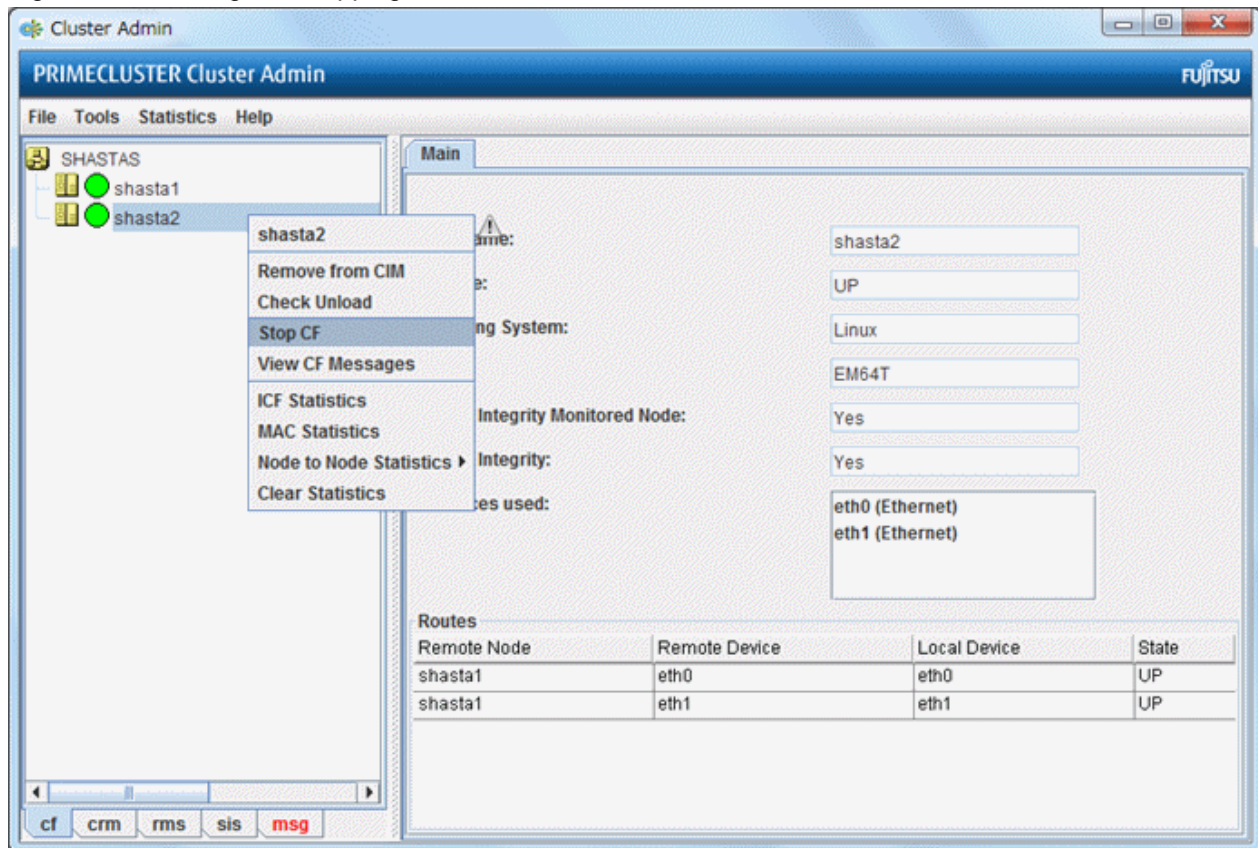 Cluster Admin
PRIMECLUSTER Cluster Admin
FUJITSU
File Tools Statistics Help
SHASTAS
shasta1
shasta2
shasta2
Remove from CIM
Check Unload
Stop CF
View CF Messages
ICF Statistics
MAC Statistics
Node to Node Statistics
Clear Statistics
cf crm rms sis msg
Main
ame: shasta2
e: UP
ng System: Linux
EM64T
Integrity Monitored Node: Yes
Integrity: Yes
ces used: eth0 (Ethernet)
eth1 (Ethernet)
Routes
Remote Node Remote Device Local Device State
shasta1 eth0 eth0 UP
shasta1 eth1 eth1 UP